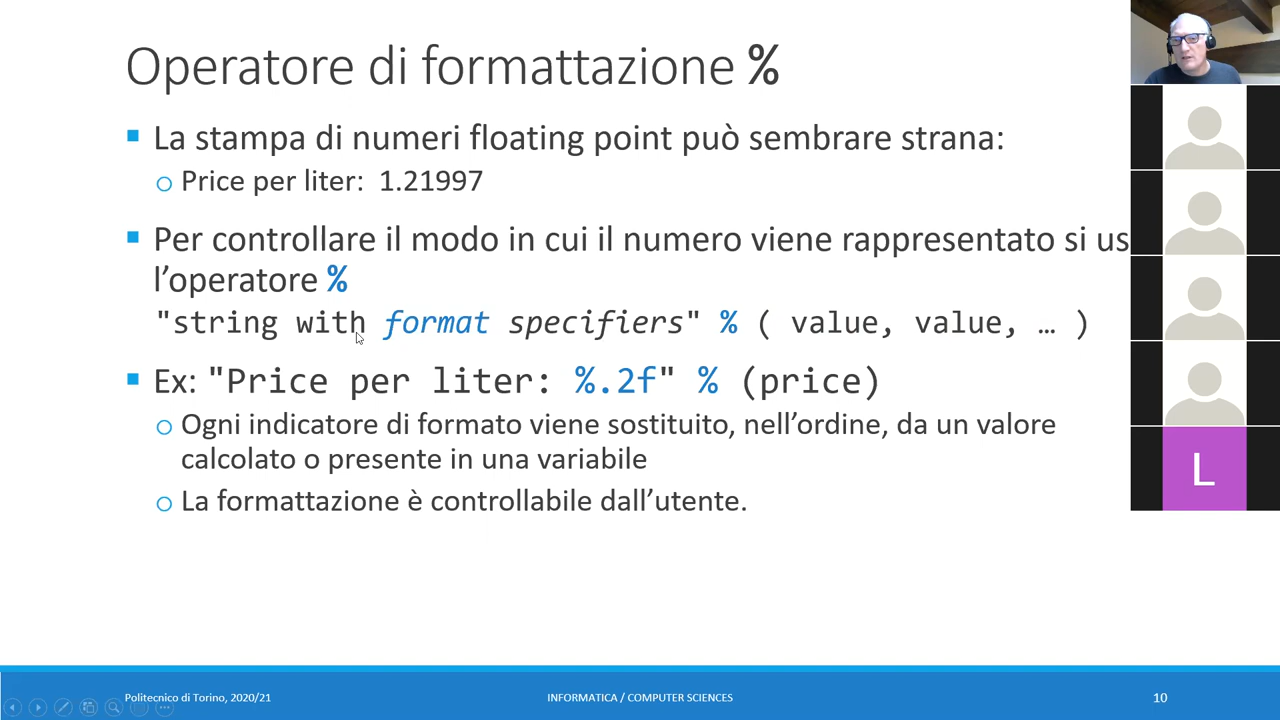 Operatore di formattazione %
La stampa di numeri floating point può sembrare strana:
Price per liter: 1.21997
Per controllare il modo in cui il numero viene rappresentato si us
l'operatore %
"string with format specifiers" % ( value, value, … )
Ex: "Price per liter: %.2f" % (price)
Ogni indicatore di formato viene sostituito, nell'ordine, da un valore
calcolato o presente in una variabile
La formattazione è controllabile dall'utente.
L
Politecnico di Torino, 2020/21
INFORMATICA / COMPUTER SCIENCES
10